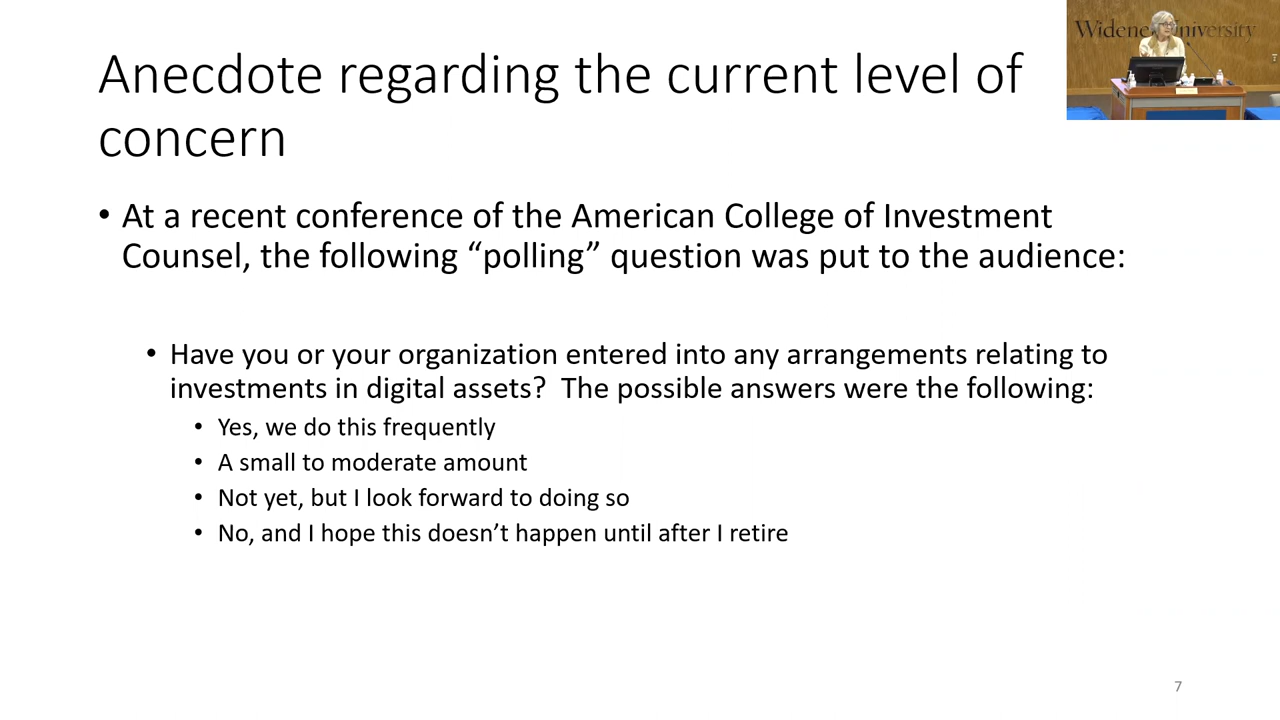 Widener University
Anecdote regarding the current level of
concern
• At a recent conference of the American College of Investment
Counsel, the following “polling” question was put to the audience:
• Have you or your organization entered into any arrangements relating to
investments in digital assets?  The possible answers were the following:
• Yes, we do this frequently
• A small to moderate amount
• Not yet, but I look forward to doing so
• No, and I hope this doesn’t happen until after I retire
7